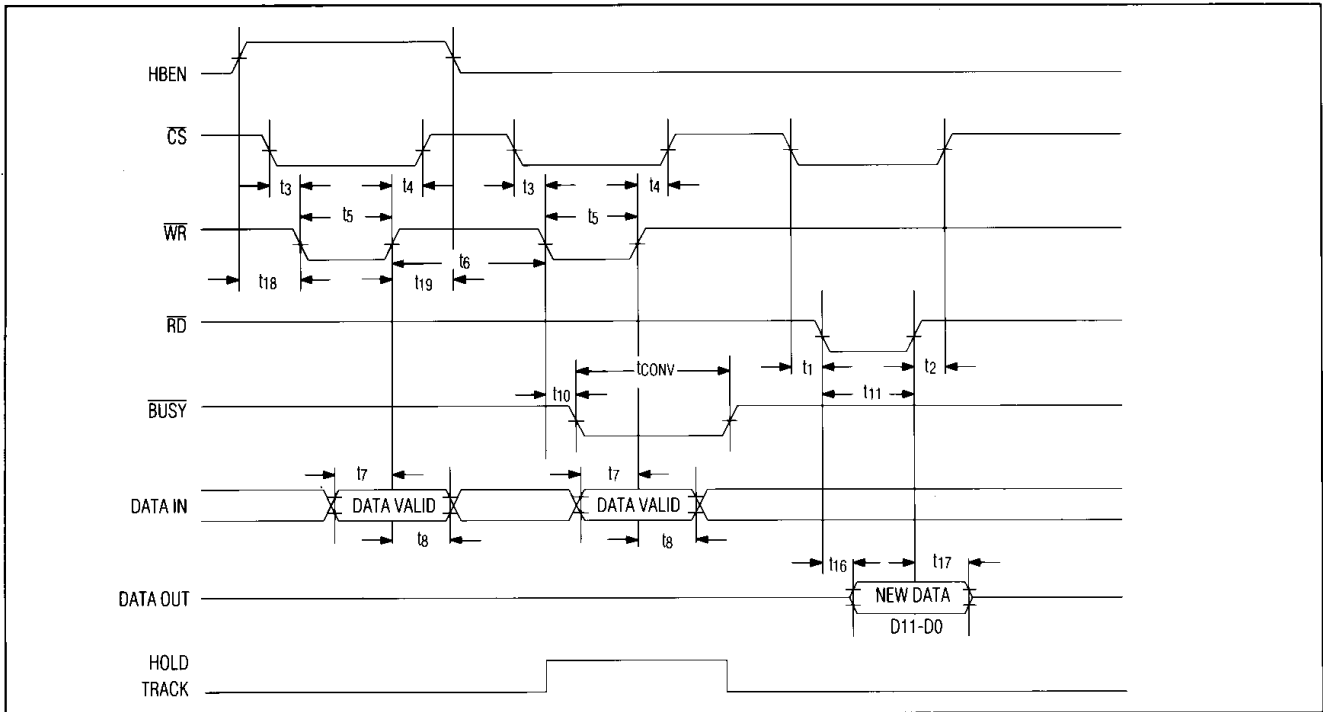 HBEN
CS
t3 t4 t3 t4
t5 t5
WR
t6
t18 t19
RD
tCONV
t1 t2
t10 t11
BUSY
t7 t7
DATA IN DATA VALID DATA VALID
t8 t8
t16 t17
DATA OUT NEW DATA
D11-D0
HOLD
TRACK